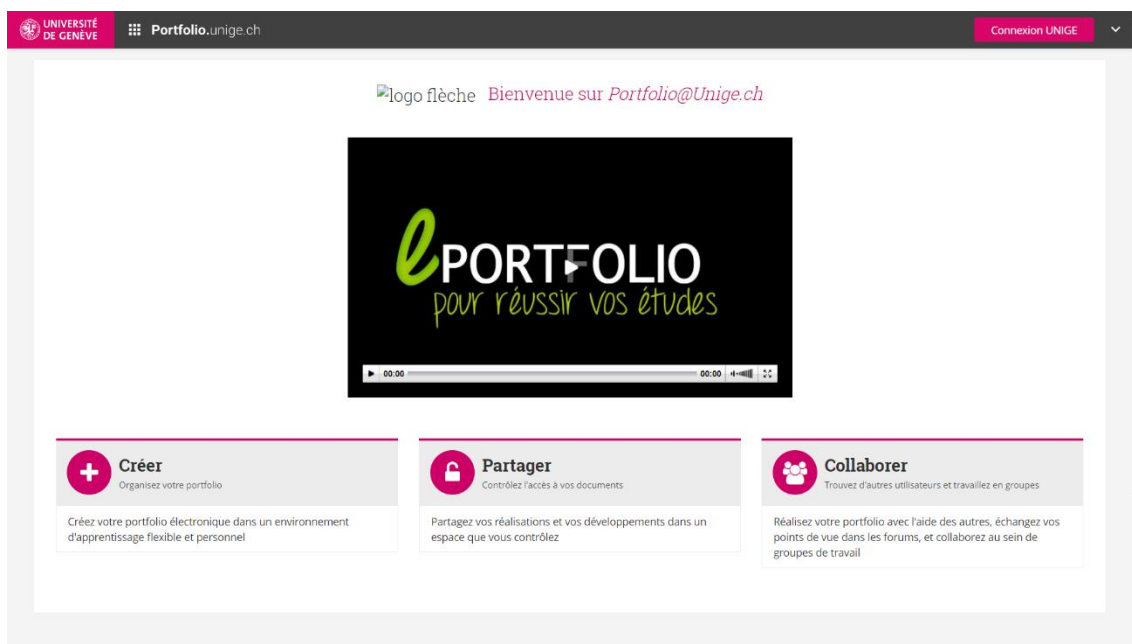 UNIVERSITÉ
DE GENÈVE
Portfolio.unige.ch
Connexion UNIGE
logo flèche Bienvenue sur Portfolio@Unige.ch
ePORTFOLIO
pour réussir vos études
00:00 00:00
Créer
Organisez votre portfolio
Créez votre portfolio électronique dans un environnement
d'apprentissage flexible et personnel
Partager
Contrôlez l'accès à vos documents
Partagez vos réalisations et vos développements dans un
espace que vous contrôlez
Collaborer
Trouvez d'autres utilisateurs et travaillez en groupes
Réalisez votre portfolio avec l'aide des autres, échangez vos
points de vue dans les forums, et collaborez au sein de
groupes de travail